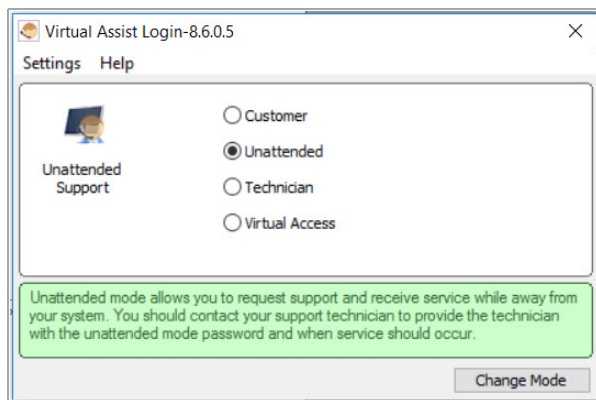 Virtual Assist Login-8.6.0.5
Settings Help
Customer
Unattended
Unattended
Support
Technician
Virtual Access
Unattended mode allows you to request support and receive service while away from
your system. You should contact your support technician to provide the technician
with the unattended mode password and when service should occur.
Change Mode